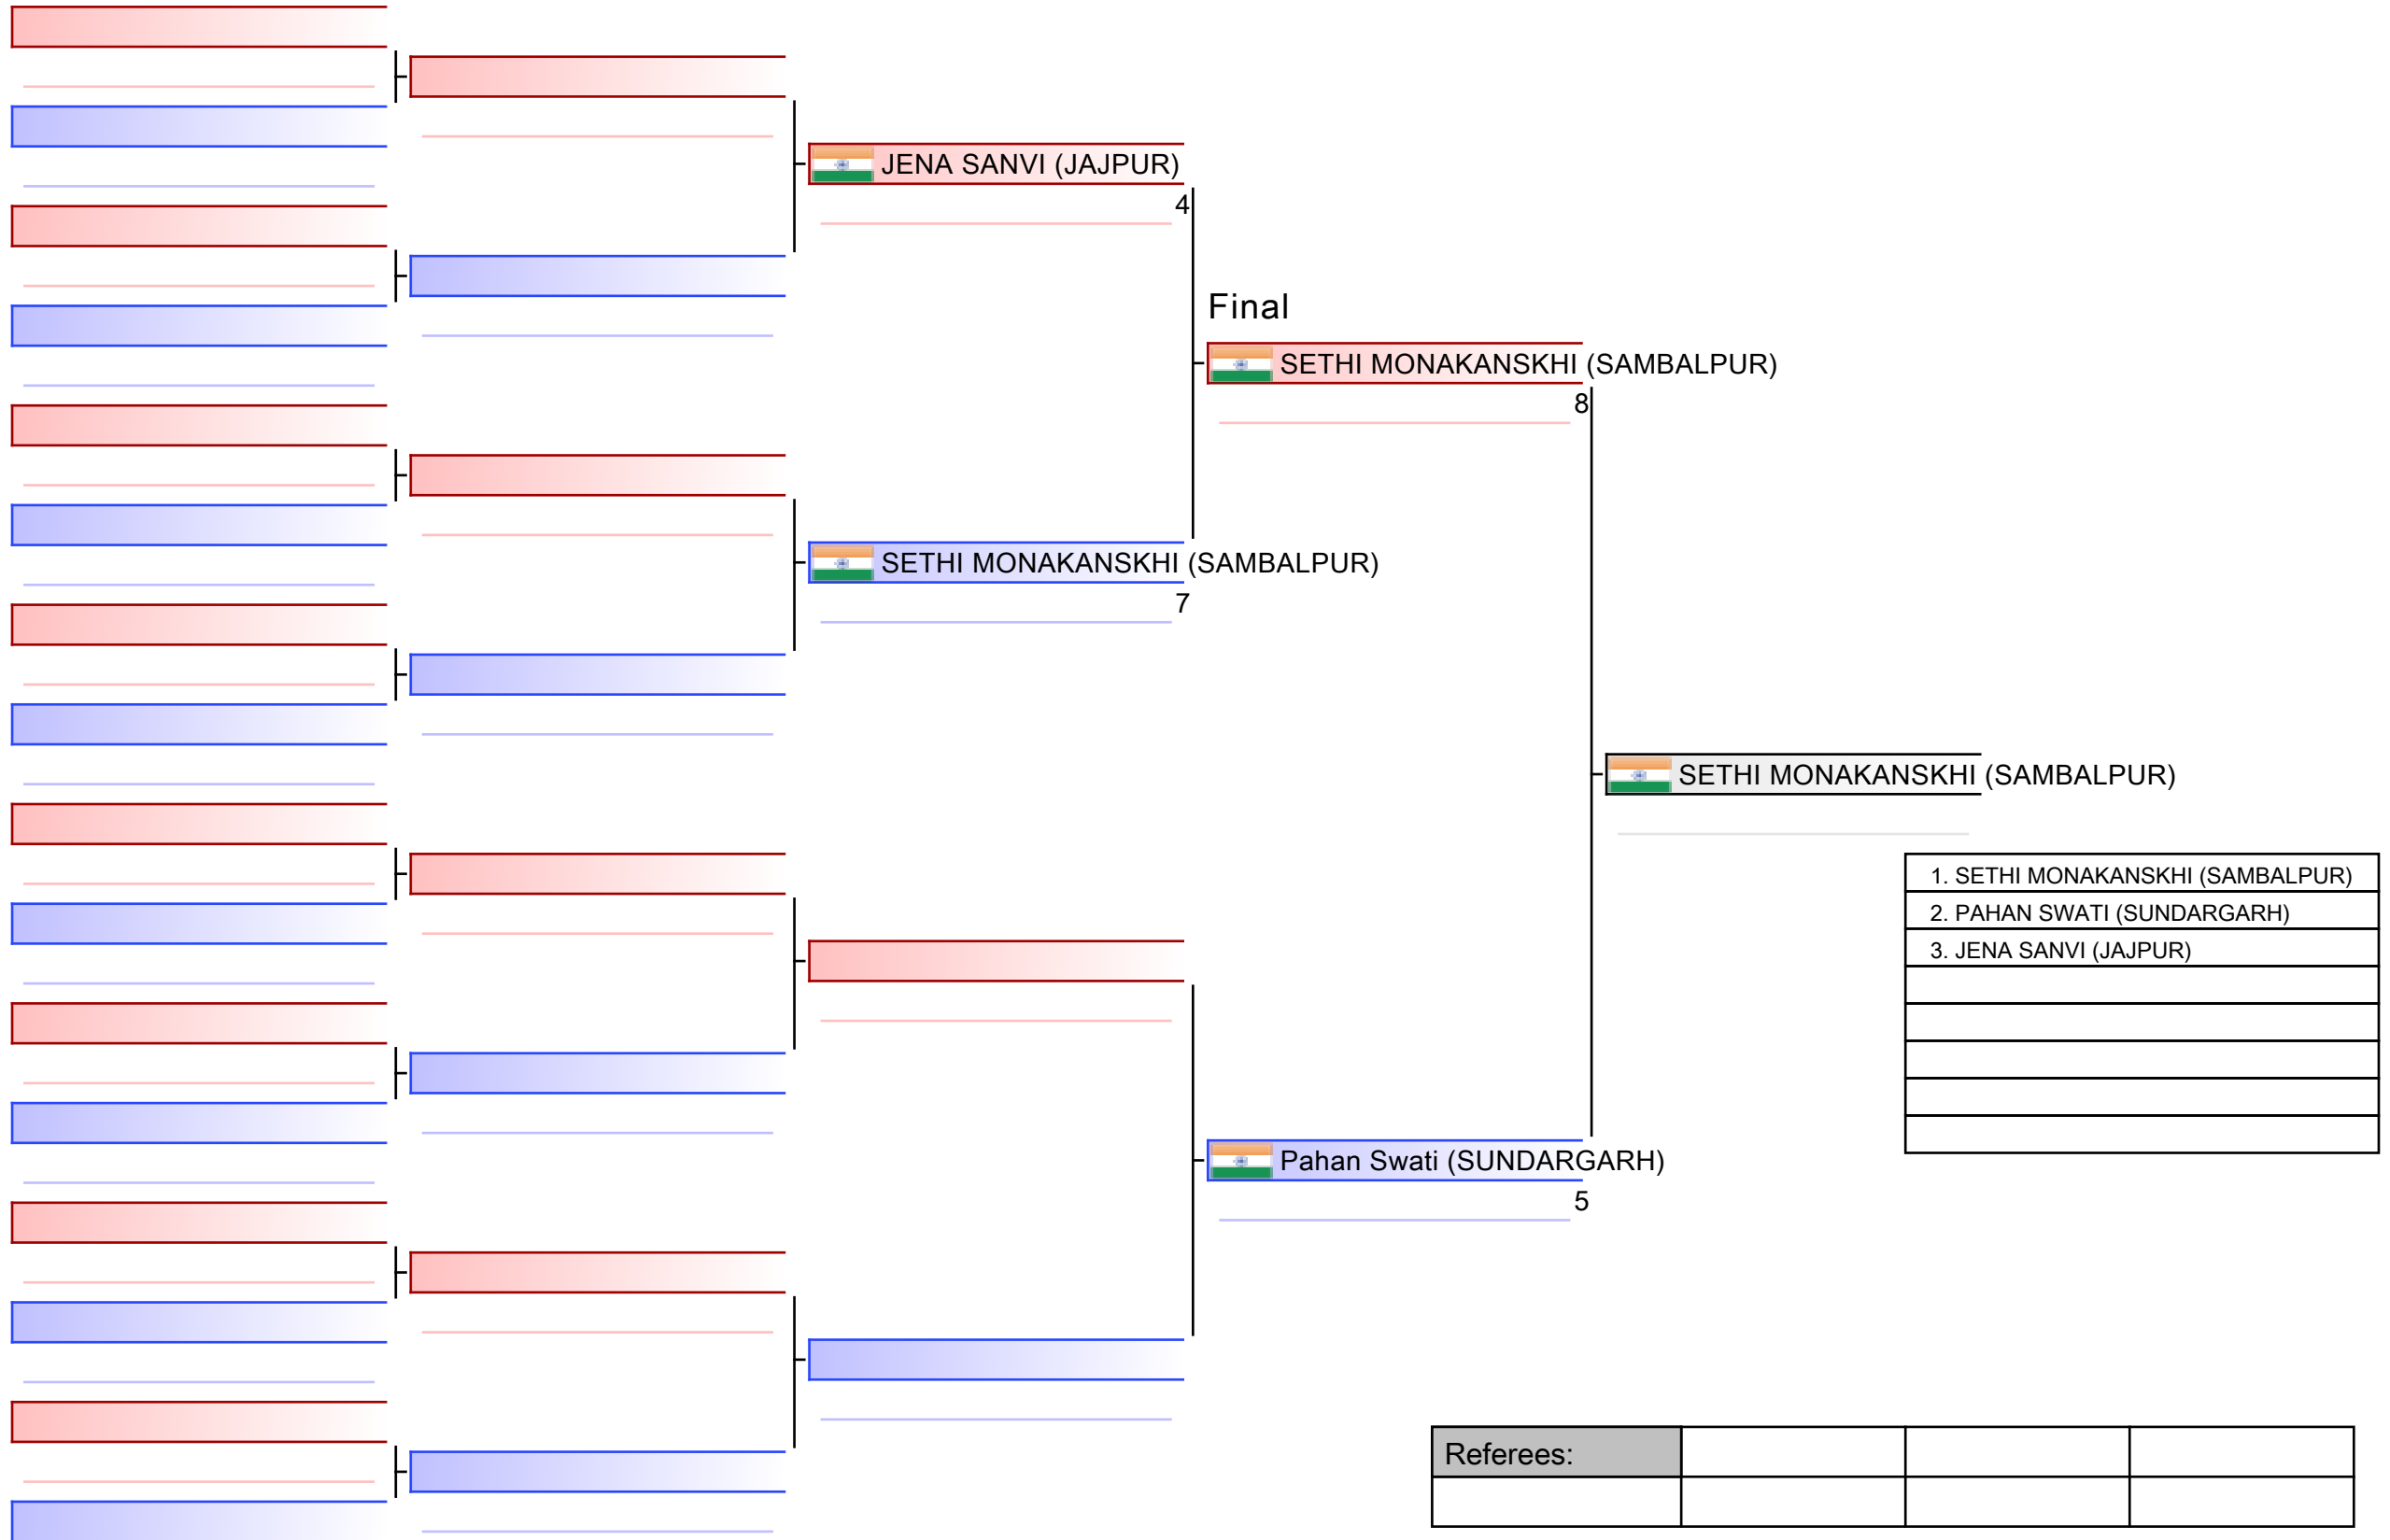 JENA SANVI (JAJPUR)
4
Final
SETHI MONAKANSKHI (SAMBALPUR)
8
SETHI MONAKANSKHI (SAMBALPUR)
7
SETHI MONAKANSKHI (SAMBALPUR)
1. SETHI MONAKANSKHI (SAMBALPUR)
2. PAHAN SWATI (SUNDARGARH)
3. JENA SANVI (JAJPUR)
Pahan Swati (SUNDARGARH)
5
Referees: